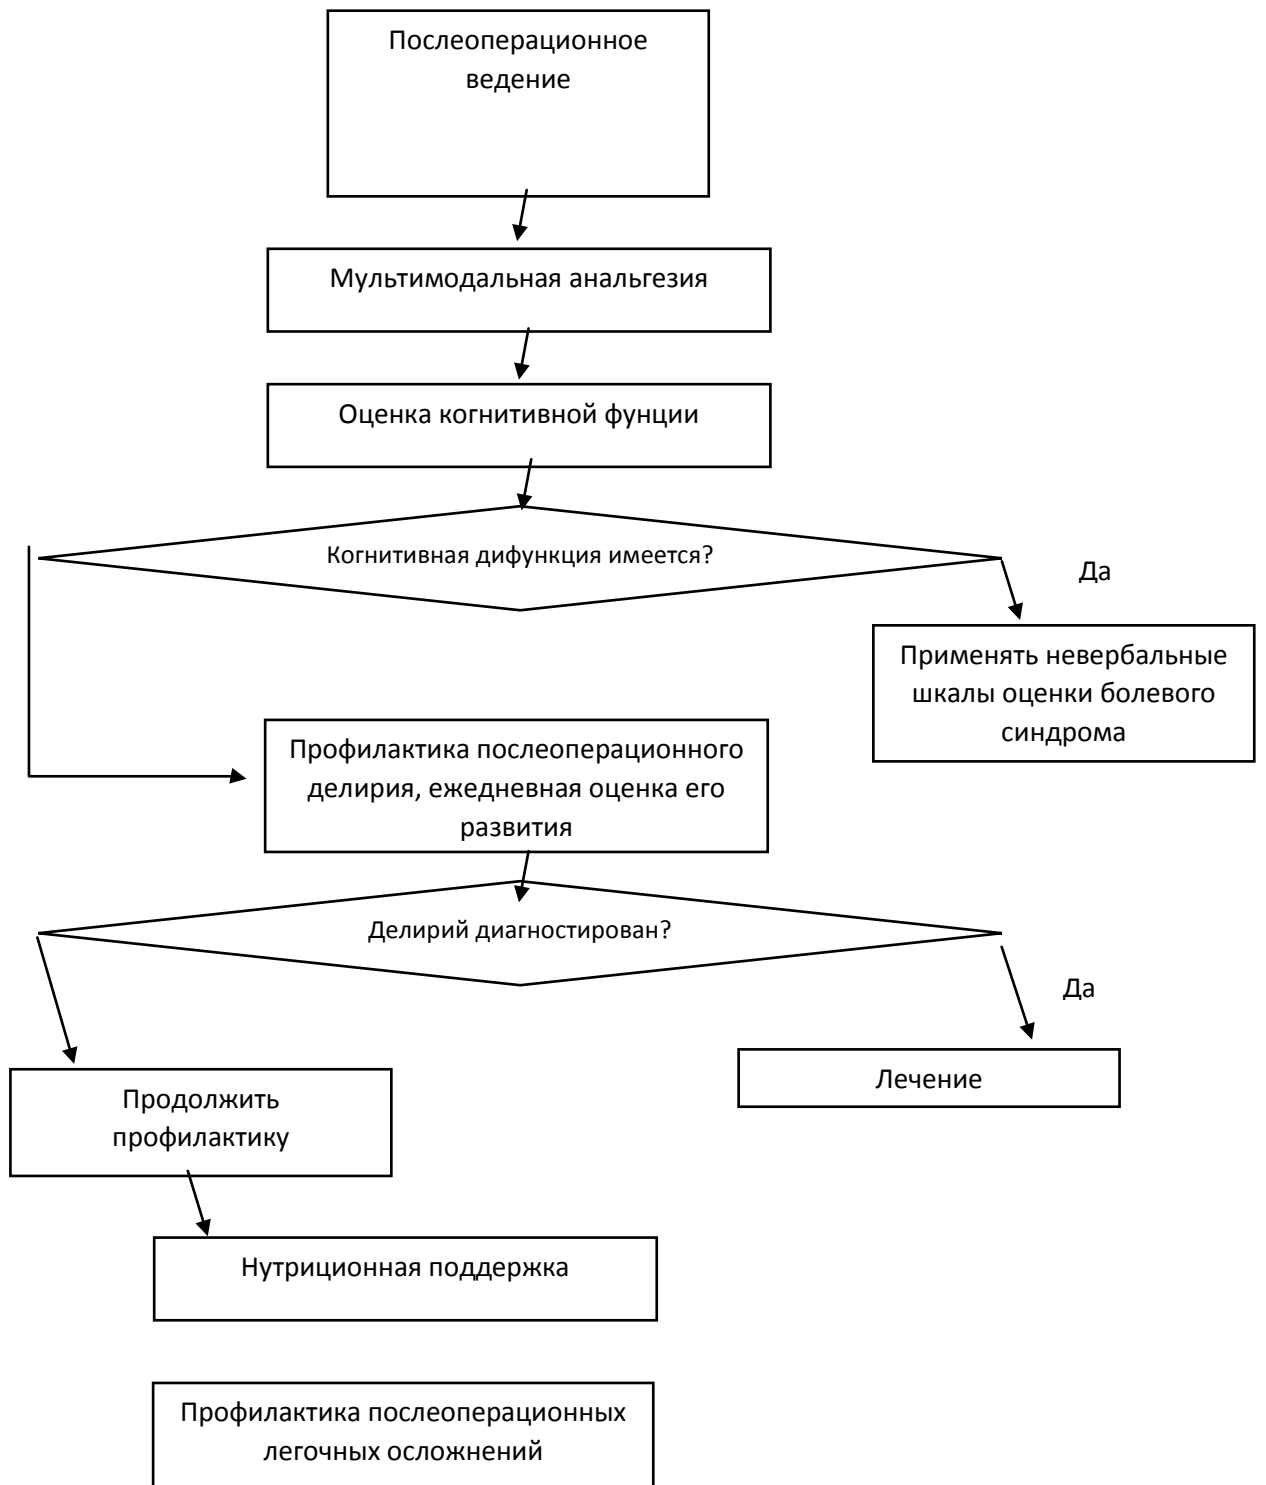 Послеоперационное
ведение
Мультимодальная анальгезия
Оценка когнитивной фунции
Когнитивная дифункция имеется?
Да
Применять невербальные
шкалы оценки болевого
синдрома
Профилактика послеоперационного
делирия, ежедневная оценка его
развития
Делирий диагностирован?
Да
Лечение
Продолжить
профилактику
Нутриционная поддержка
Профилактика послеоперационных
легочных осложнений